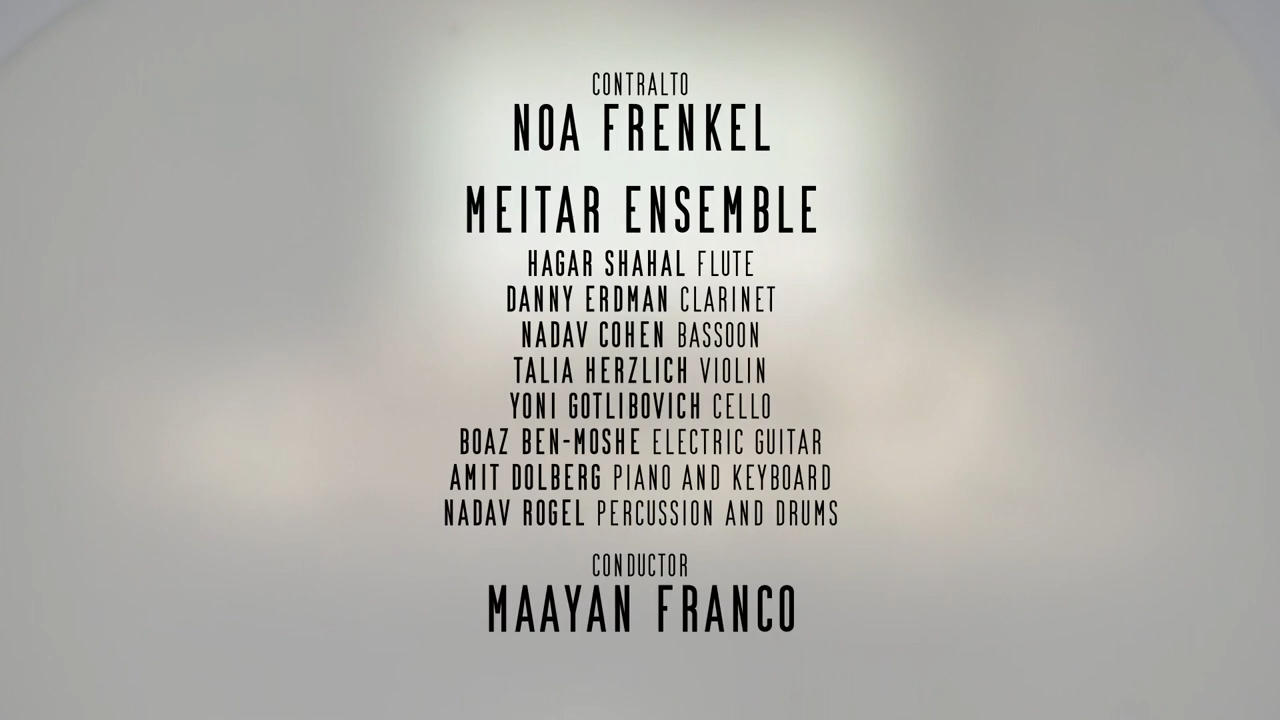 CONTRALTO
NOA FRENKEL
MEITAR ENSEMBLE
HAGAR SHAHAL FLUTE
DANNY ERDMAN CLARINET
NADAV COHEN BASSOON
TALIA HERZLICH VIOLIN
YONI GOTLIBOVICH CELLO
BOAZ BEN-MOSHE ELECTRIC GUITAR
AMIT DOLBERG PIANO AND KEYBOARD
NADAV ROGEL PERCUSSION AND DRUMS
CONDUCTOR
MAAYAN FRANCO